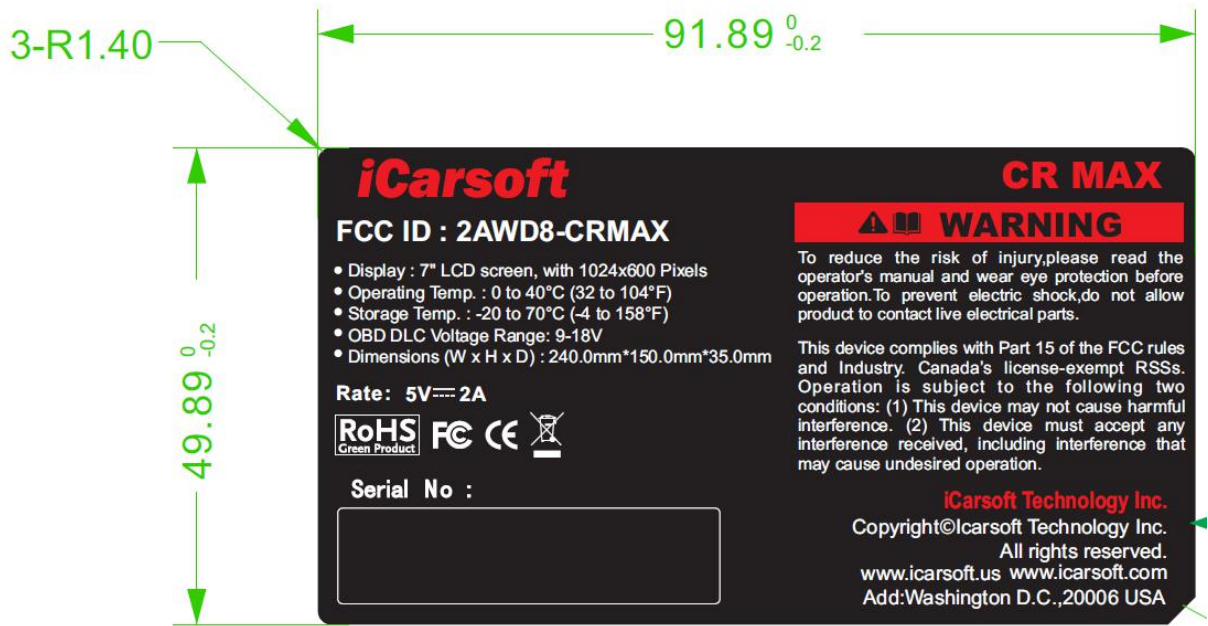 3-R1.40
91.89 0 -0.2
49.89 0 -0.2
iCarsoft
FCC ID : 2AWD8-CRMAX
• Display : 7" LCD screen, with 1024x600 Pixels
• Operating Temp. : 0 to 40°C (32 to 104°F)
• Storage Temp. : -20 to 70°C (-4 to 158°F)
• OBD DLC Voltage Range: 9-18V
• Dimensions (W x H x D) : 240.0mm*150.0mm*35.0mm
Rate: 5V⎓2A
RoHS
Green Product
FC CE
Serial No :
CR MAX
WARNING
To reduce the risk of injury,please read the
operator's manual and wear eye protection before
operation.To prevent electric shock,do not allow
product to contact live electrical parts.
This device complies with Part 15 of the FCC rules
and Industry. Canada's license-exempt RSSs.
Operation is subject to the following two
conditions: (1) This device may not cause harmful
interference. (2) This device must accept any
interference received, including interference that
may cause undesired operation.
iCarsoft Technology Inc.
Copyright©Icarsoft Technology Inc.
All rights reserved.
www.icarsoft.us www.icarsoft.com
Add:Washington D.C.,20006 USA